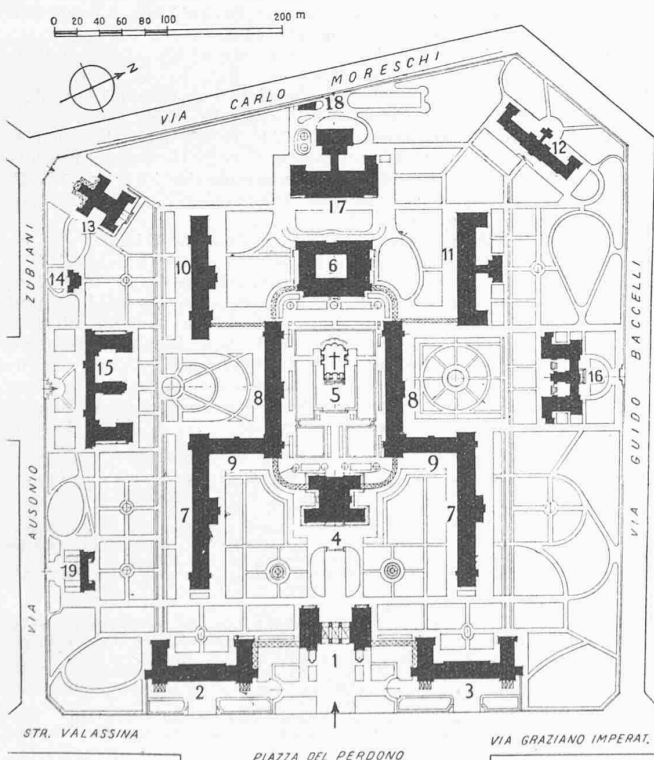 0 20 40 60 80 100 200 m
N
VIA CARLO MORESCHI
18
12
17
13
ZUBIANI
10
6
11
14
VIA GUIDO BACCELLI
15
8
5
8
16
9
9
VIA AUSONIO
7
7
4
19
1
2
3
STR. VALASSINA
VIA GRAZIANO IMPERAT.
PIAZZA DEL PERDONO